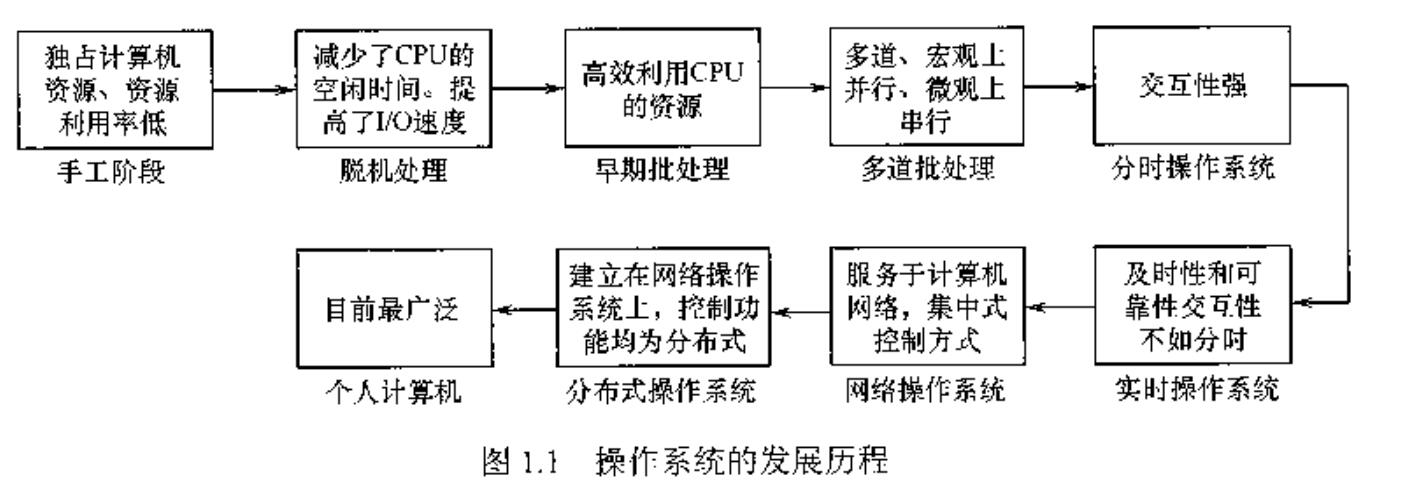 独占计算机
资源、资源
利用率低
手工阶段
减少了CPU的
空闲时间。提
高了I/O速度
脱机处理
高效利用CPU
的资源
早期批处理
多道、宏观上
并行、微观上
串行
多道批处理
交互性强
分时操作系统
及时性和可
靠性交互性
不如分时
实时操作系统
服务于计算机
网络，集中式
控制方式
网络操作系统
建立在网络操作
系统上，控制功
能均为分布式
分布式操作系统
目前最广泛
个人计算机
图 1.1 操作系统的发展历程